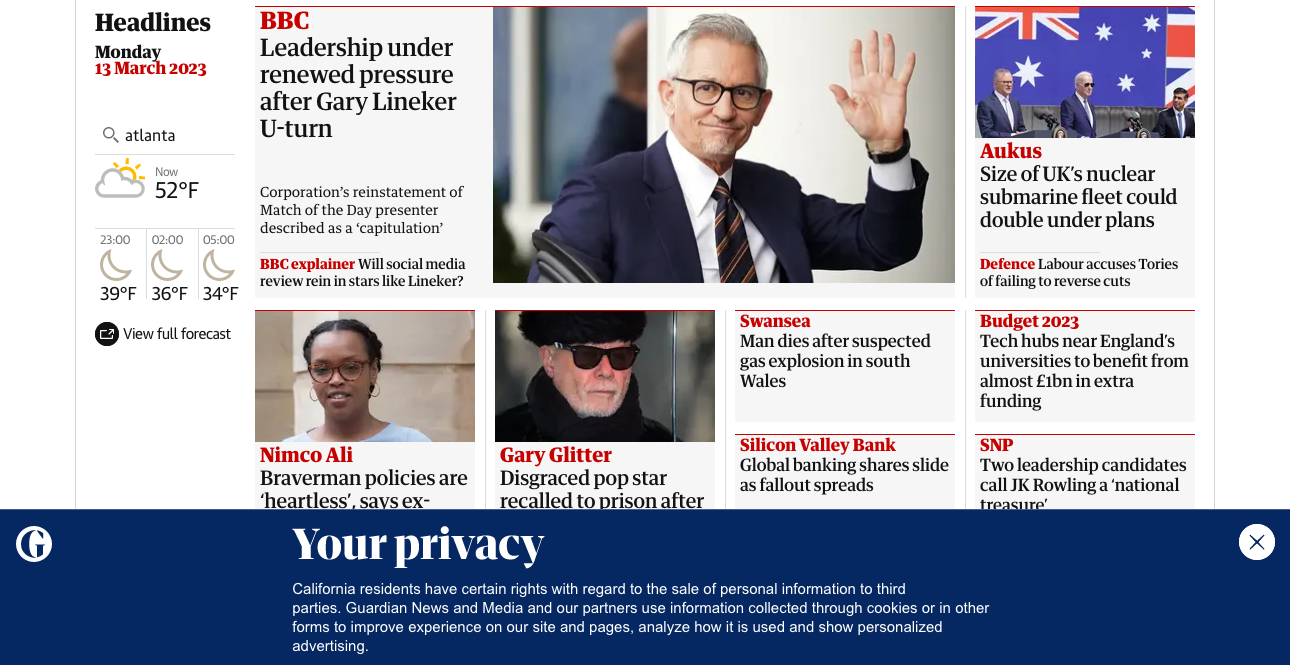 Headlines
Monday
13 March 2023
atlanta
Now
52°F
23:00
02:00
05:00
39°F
36°F
34°F
View full forecast
BBC
Leadership under
renewed pressure
after Gary Lineker
U-turn
Corporation’s reinstatement of
Match of the Day presenter
described as a ‘capitulation’
BBC explainer Will social media
review rein in stars like Lineker?
Aukus
Size of UK’s nuclear
submarine fleet could
double under plans
Defence Labour accuses Tories
of failing to reverse cuts
Nimco Ali
Braverman policies are
‘heartless’, says ex-
Gary Glitter
Disgraced pop star
recalled to prison after
Swansea
Man dies after suspected
gas explosion in south
Wales
Budget 2023
Tech hubs near England’s
universities to benefit from
almost £1bn in extra
funding
Silicon Valley Bank
Global banking shares slide
as fallout spreads
SNP
Two leadership candidates
call JK Rowling a ‘national
treasure’
G
Your privacy
California residents have certain rights with regard to the sale of personal information to third
parties. Guardian News and Media and our partners use information collected through cookies or in other
forms to improve experience on our site and pages, analyze how it is used and show personalized
advertising.